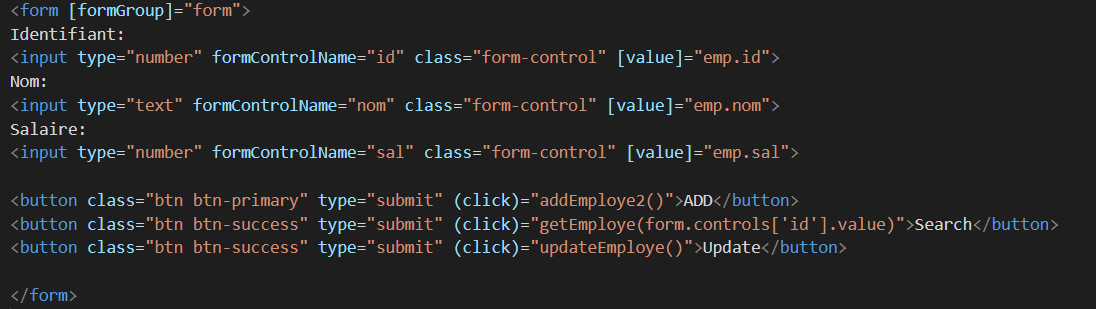 <form [formGroup]="form">
Identifiant:
<input type="number" formControlName="id" class="form-control" [value]="emp.id">
Nom:
<input type="text" formControlName="nom" class="form-control" [value]="emp.nom">
Salaire:
<input type="number" formControlName="sal" class="form-control" [value]="emp.sal">
<button class="btn btn-primary" type="submit" (click)="addEmploye2()">ADD</button>
<button class="btn btn-success" type="submit" (click)="getEmploye(form.controls['id'].value)">Search</button>
<button class="btn btn-success" type="submit" (click)="updateEmploye()">Update</button>
</form>